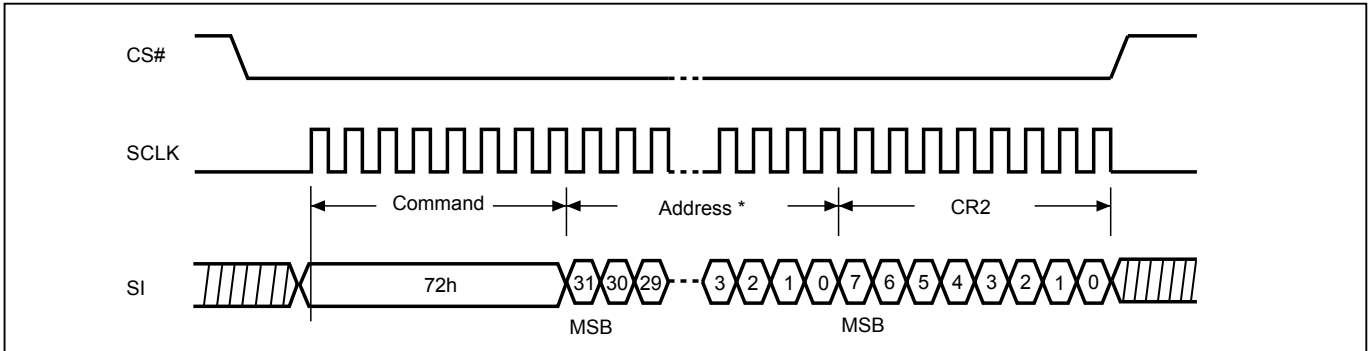 CS#
SCLK
Command Address * CR2
SI 72h 31 30 29 3 2 1 0 7 6 5 4 3 2 1 0
MSB MSB